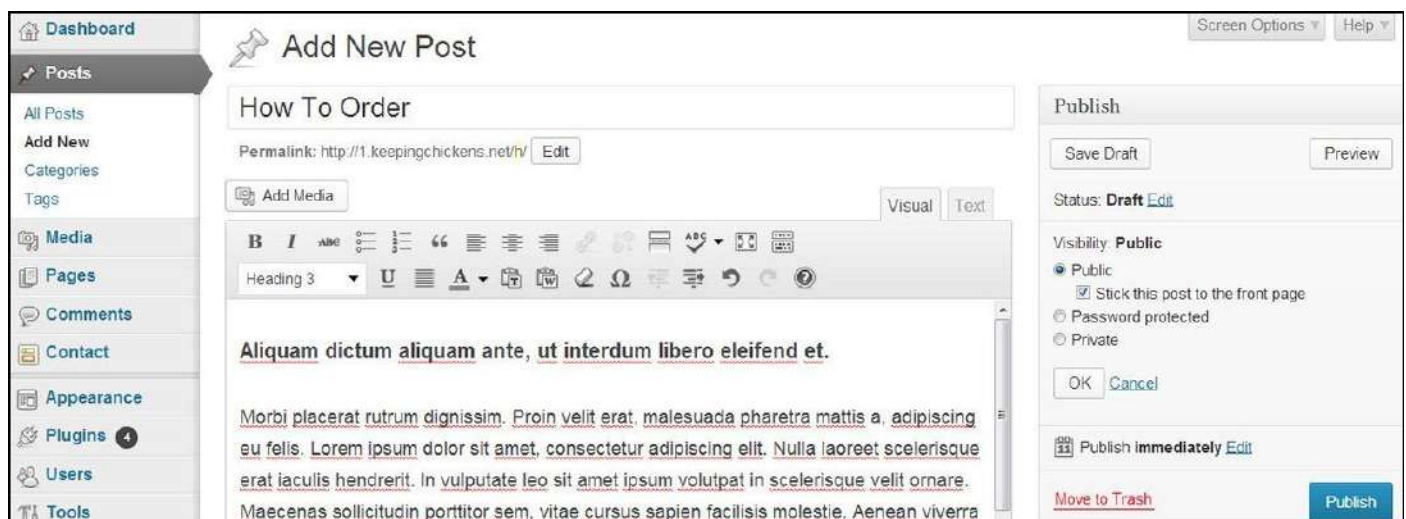 Dashboard
Posts
All Posts
Add New
Categories
Tags
Media
Pages
Comments
Contact
Appearance
Plugins 4
Users
Tools
Screen Options
Help
Add New Post
How To Order
Permalink: http://1.keepingchickens.net/h/ Edit
Add Media
Visual Text
B I ABC 1 2 3 “ ABC
Heading 3 U A T W Ω ?
Aliquam dictum aliquam ante, ut interdum libero eleifend et.
Morbi placerat rutrum dignissim. Proin velit erat, malesuada pharetra mattis a, adipiscing
eu felis. Lorem ipsum dolor sit amet, consectetur adipiscing elit. Nulla laoreet scelerisque
erat iaculis hendrerit. In vulputate leo sit amet ipsum volutpat in scelerisque velit ornare.
Maecenas sollicitudin porttitor sem, vitae cursus sapien facilisis molestie. Aenean viverra
Publish
Save Draft Preview
Status: Draft Edit
Visibility: Public
Public
Stick this post to the front page
Password protected
Private
OK Cancel
11 Publish immediately Edit
Move to Trash Publish